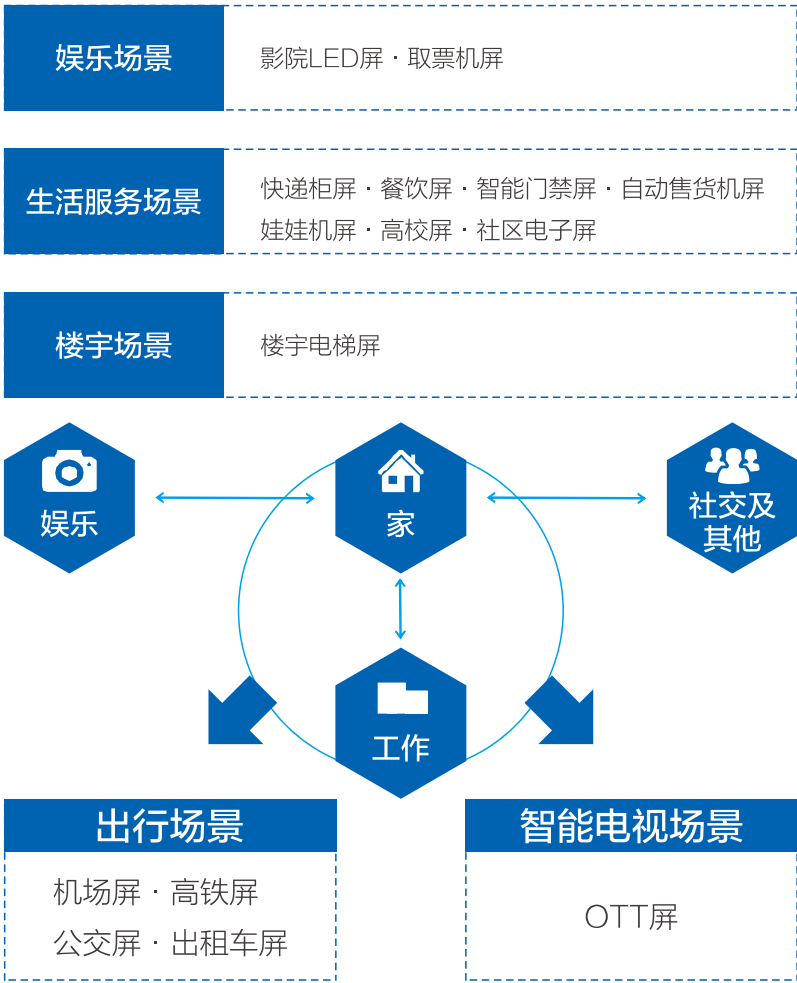 娱乐场景
影院LED屏·取票机屏
生活服务场景
快递柜屏·餐饮屏·智能门禁屏·自动售货机屏
娃娃机屏·高校屏·社区电子屏
楼宇场景
楼宇电梯屏
娱乐
家
社交及
其他
工作
出行场景
机场屏·高铁屏
公交屏·出租车屏
智能电视场景
OTT屏